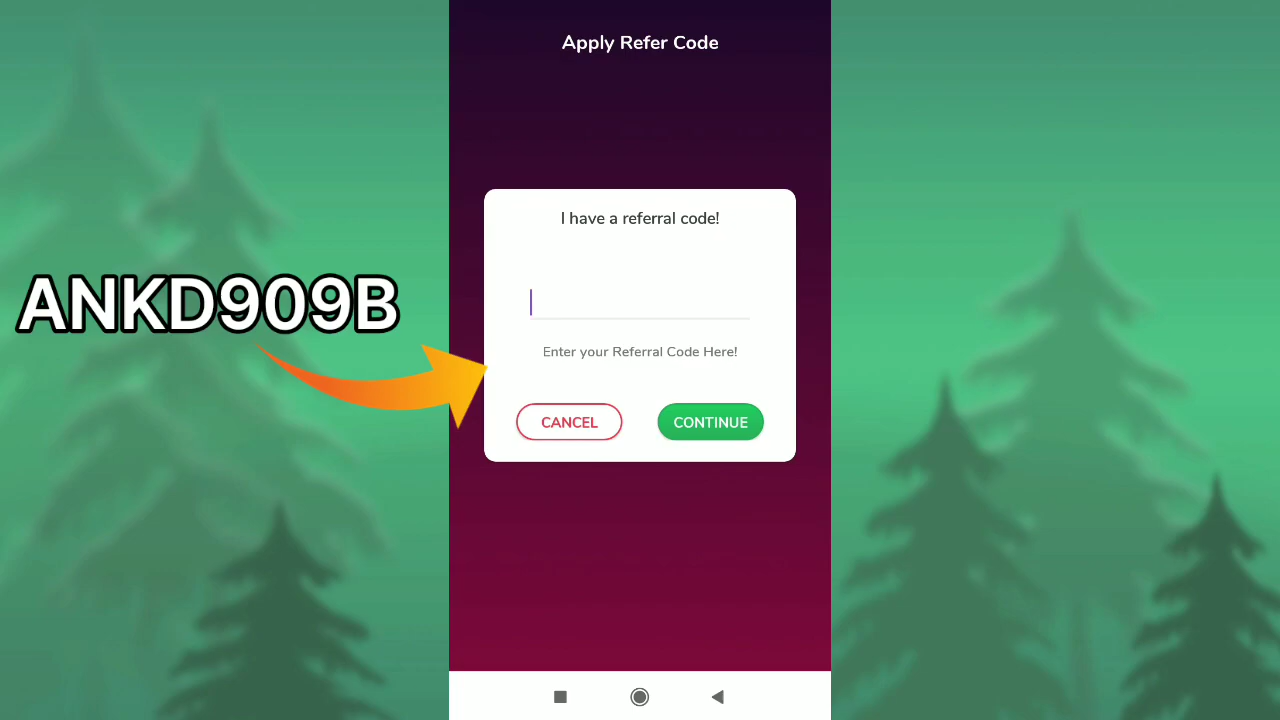 Apply Refer Code
I have a referral code!
ANKD909B
Enter your Referral Code Here!
CANCEL
CONTINUE